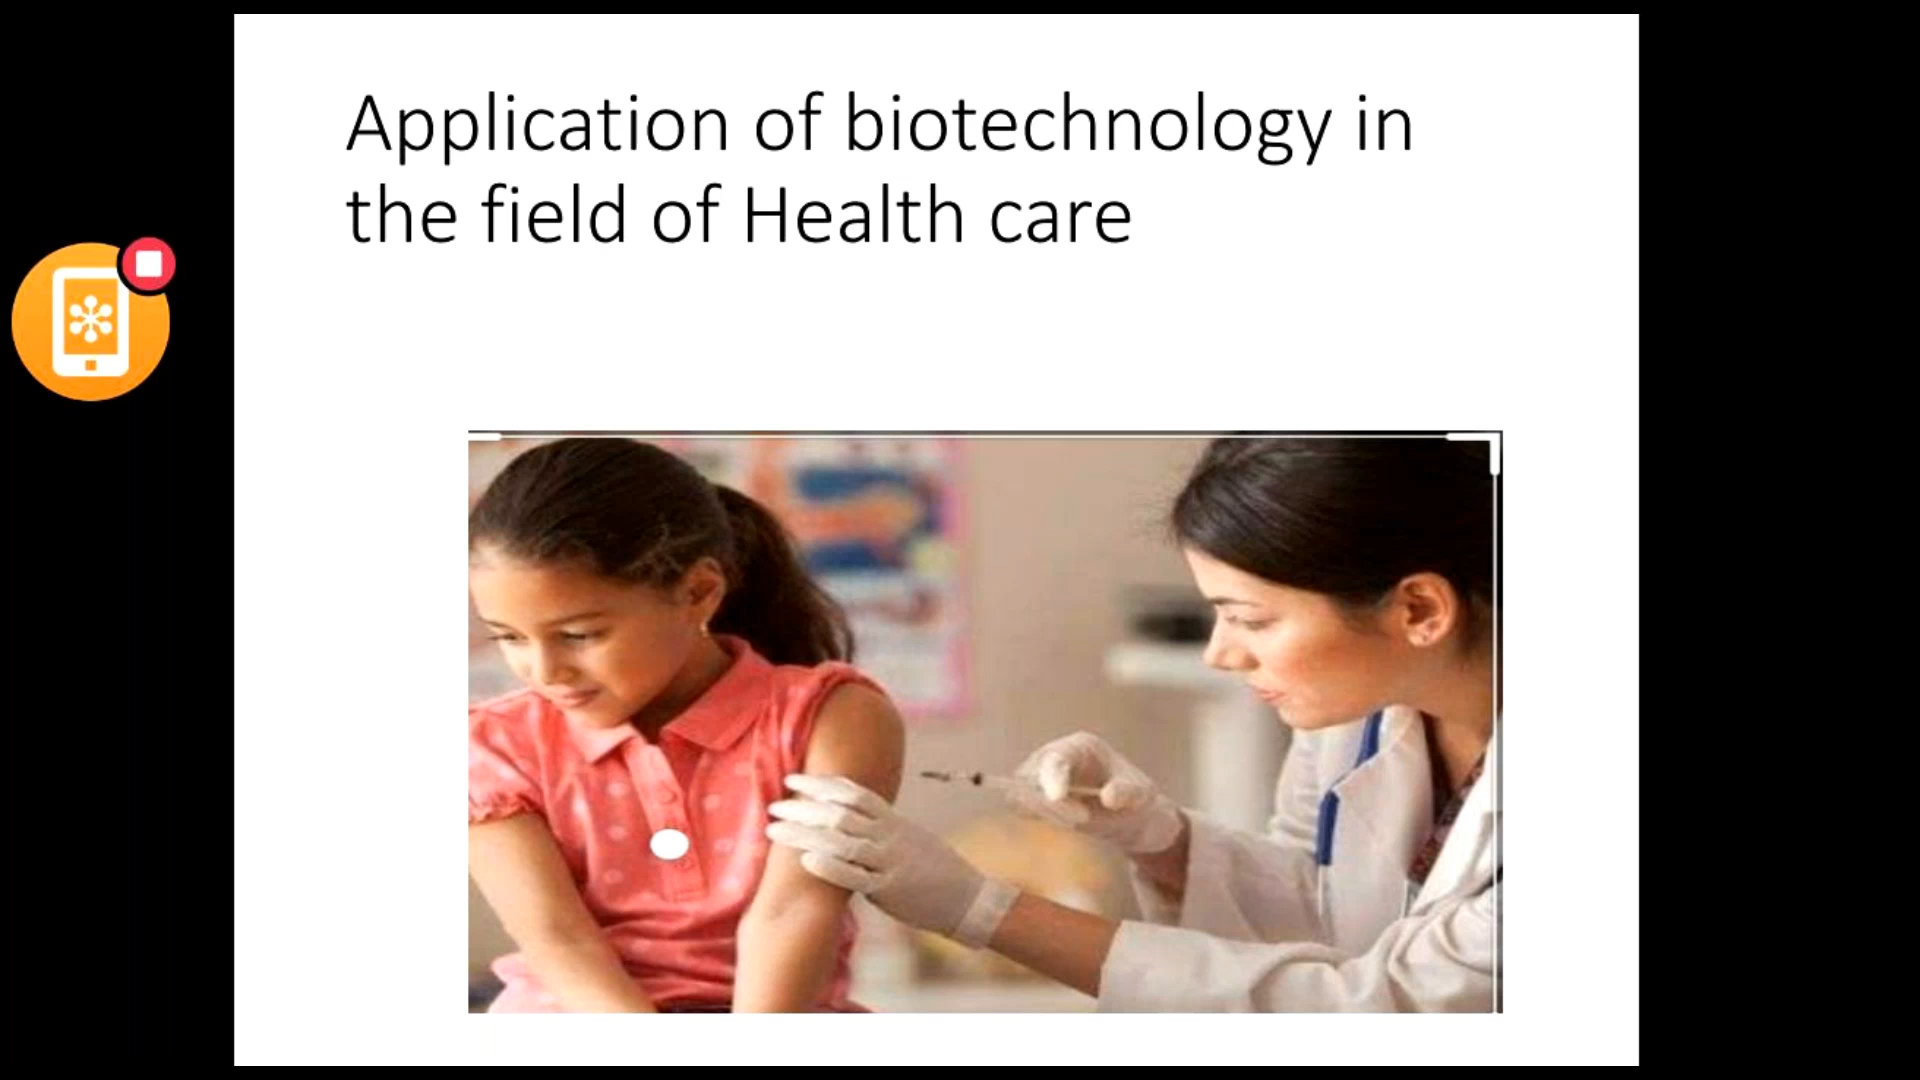 Application of biotechnology in
the field of Health care